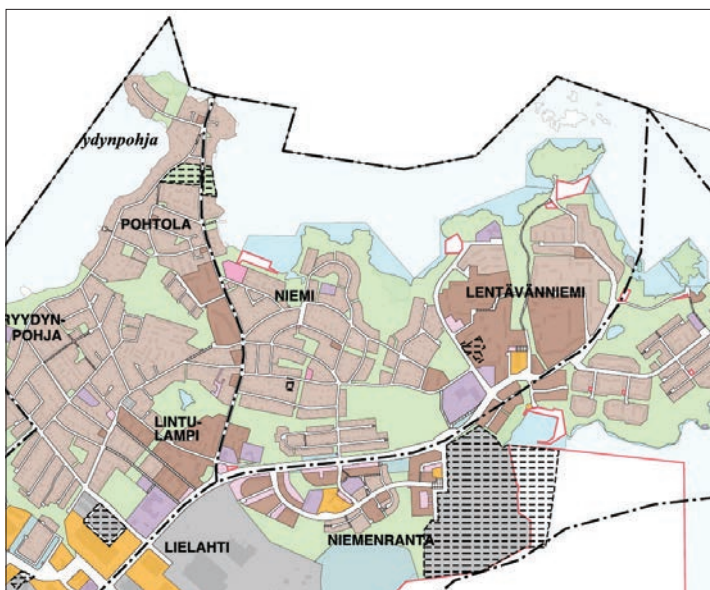 ydynpohja
POHTOLA
NIEMI
LENTÄVÄNNIEMI
RYYDYN-
POHJA
LINTU-
LAMPI
LIELAHTI
NIEMENRANTA